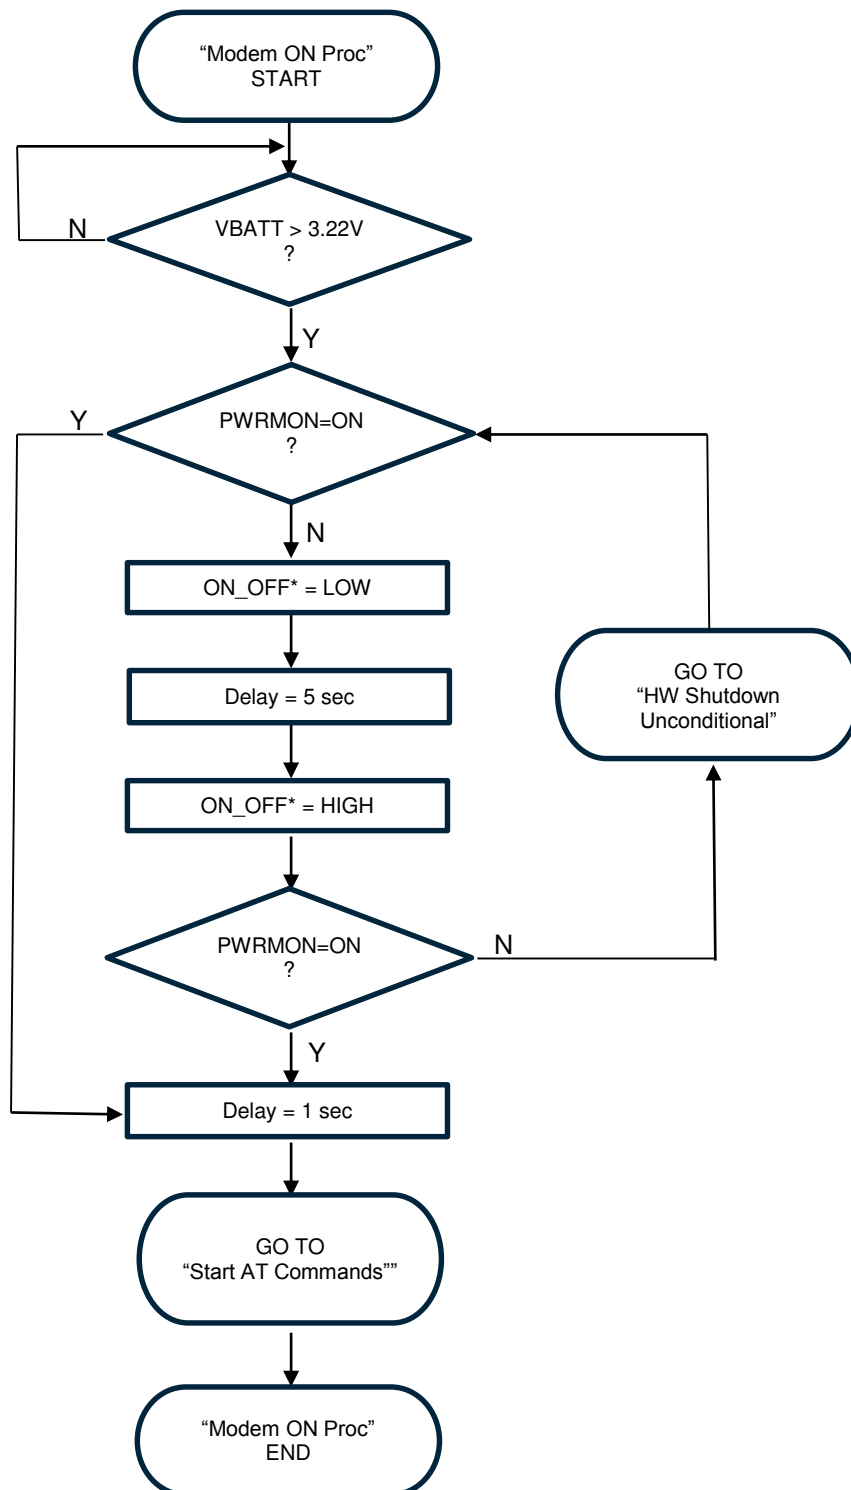 “Modem ON Proc”
START
N
VBATT > 3.22V
?
Y
Y
PWRMON=ON
?
N
ON_OFF* = LOW
Delay = 5 sec
GO TO
“HW Shutdown
Unconditional”
ON_OFF* = HIGH
PWRMON=ON
?
N
Y
Delay = 1 sec
GO TO
“Start AT Commands””
“Modem ON Proc”
END